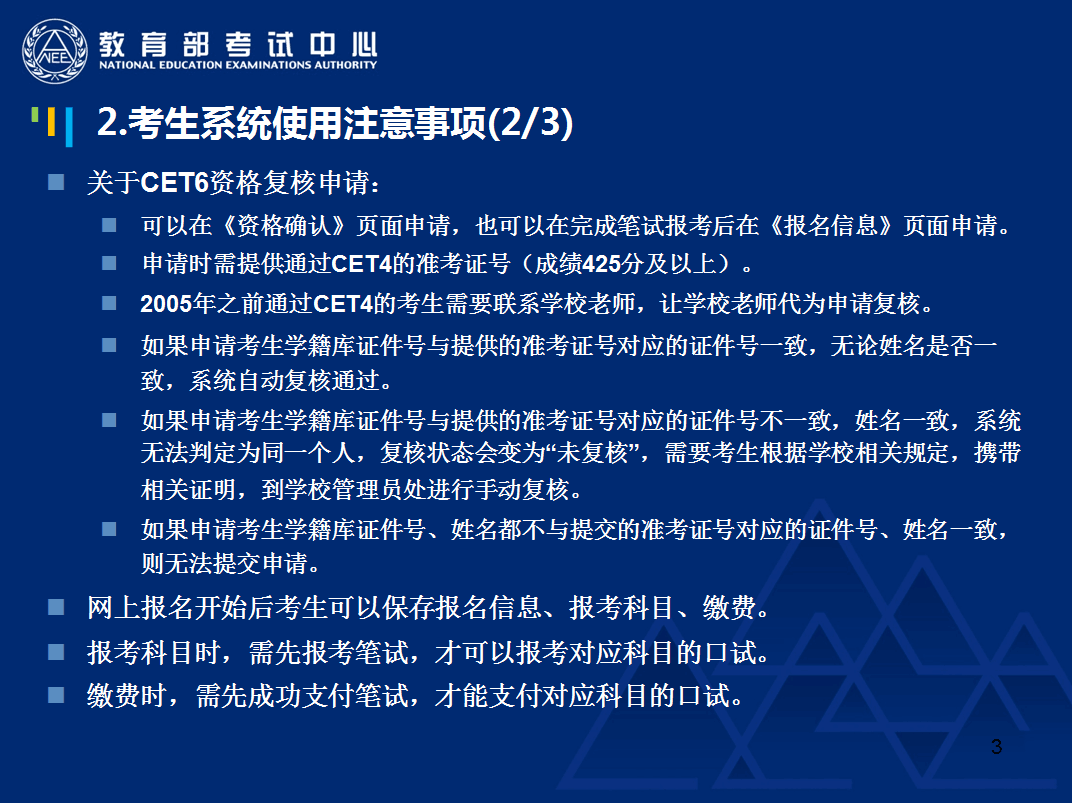 NEEA
教育部考试中心
NATIONAL EDUCATION EXAMINATIONS AUTHORITY
2.考生系统使用注意事项(2/3)
关于CET6资格复核申请：
可以在《资格确认》页面申请，也可以在完成笔试报考后在《报名信息》页面申请。
申请时需提供通过CET4的准考证号（成绩425分及以上）。
2005年之前通过CET4的考生需要联系学校老师，让学校老师代为申请复核。
如果申请考生学籍库证件号与提供的准考证号对应的证件号一致，无论姓名是否一
致，系统自动复核通过。
如果申请考生学籍库证件号与提供的准考证号对应的证件号不一致，姓名一致，系统
无法判定为同一个人，复核状态会变为“未复核”，需要考生根据学校相关规定，携带
相关证明，到学校管理员处进行手动复核。
如果申请考生学籍库证件号、姓名都不与提交的准考证号对应的证件号、姓名一致，
则无法提交申请。
网上报名开始后考生可以保存报名信息、报考科目、缴费。
报考科目时，需先报考笔试，才可以报考对应科目的口试。
缴费时，需先成功支付笔试，才能支付对应科目的口试。
3